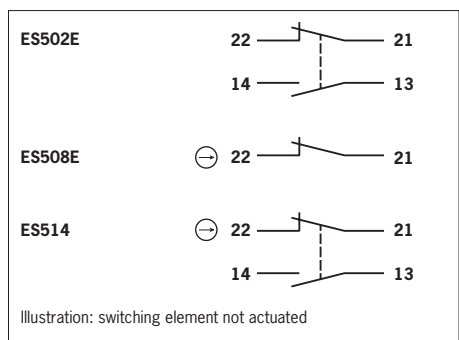 ES502E 22 21
14 13
ES508E 22 21
ES514 22 21
14 13
Illustration: switching element not actuated